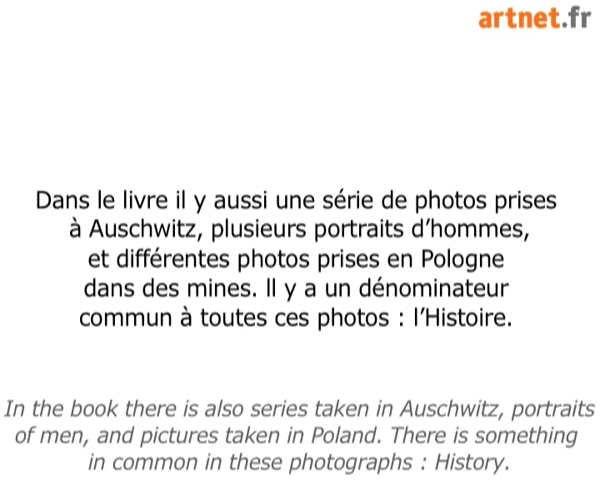 artnet.fr
Dans le livre il y aussi une série de photos prises
à Auschwitz, plusieurs portraits d’hommes,
et différentes photos prises en Pologne
dans des mines. Il y a un dénominateur
commun à toutes ces photos : l’Histoire.
In the book there is also series taken in Auschwitz, portraits
of men, and pictures taken in Poland. There is something
in common in these photographs : History.